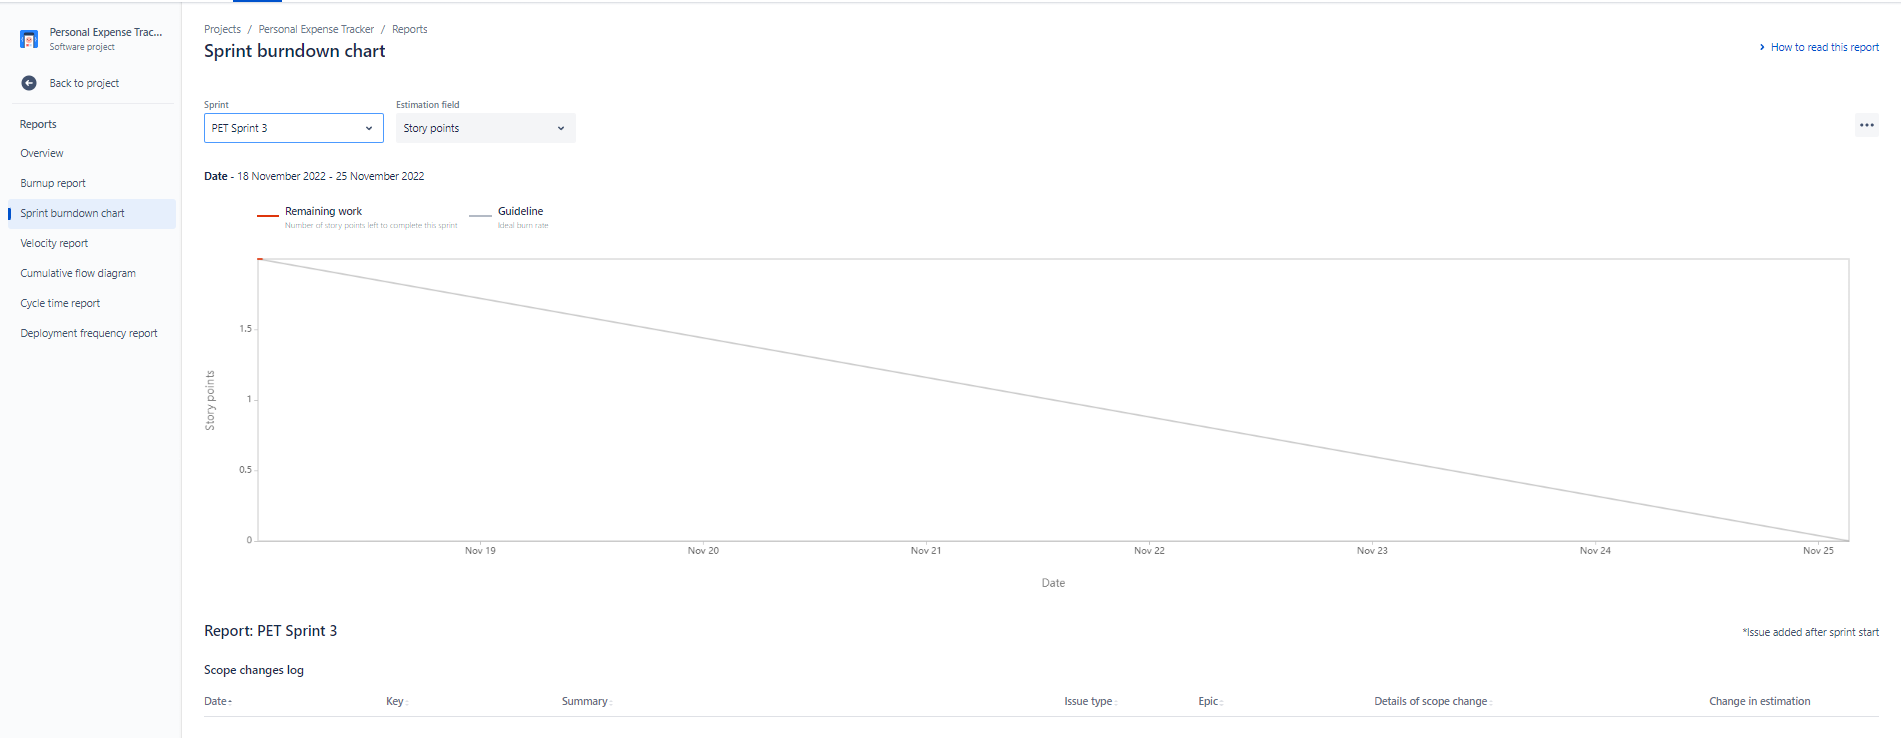 Personal Expense Trac...
Software project
Back to project
Reports
Overview
Burnup report
Sprint burndown chart
Velocity report
Cumulative flow diagram
Cycle time report
Deployment frequency report
Projects / Personal Expense Tracker / Reports
Sprint burndown chart
How to read this report
Sprint
Estimation field
PET Sprint 3
Story points
Date - 18 November 2022 - 25 November 2022
Remaining work
Number of story points left to complete this sprint
Guideline
Ideal burn rate
Story points
1.5
1
0.5
0
Nov 19 Nov 20 Nov 21 Nov 22 Nov 23 Nov 24 Nov 25
Date
Report: PET Sprint 3
*Issue added after sprint start
Scope changes log
Date Key Summary Issue type Epic Details of scope change Change in estimation